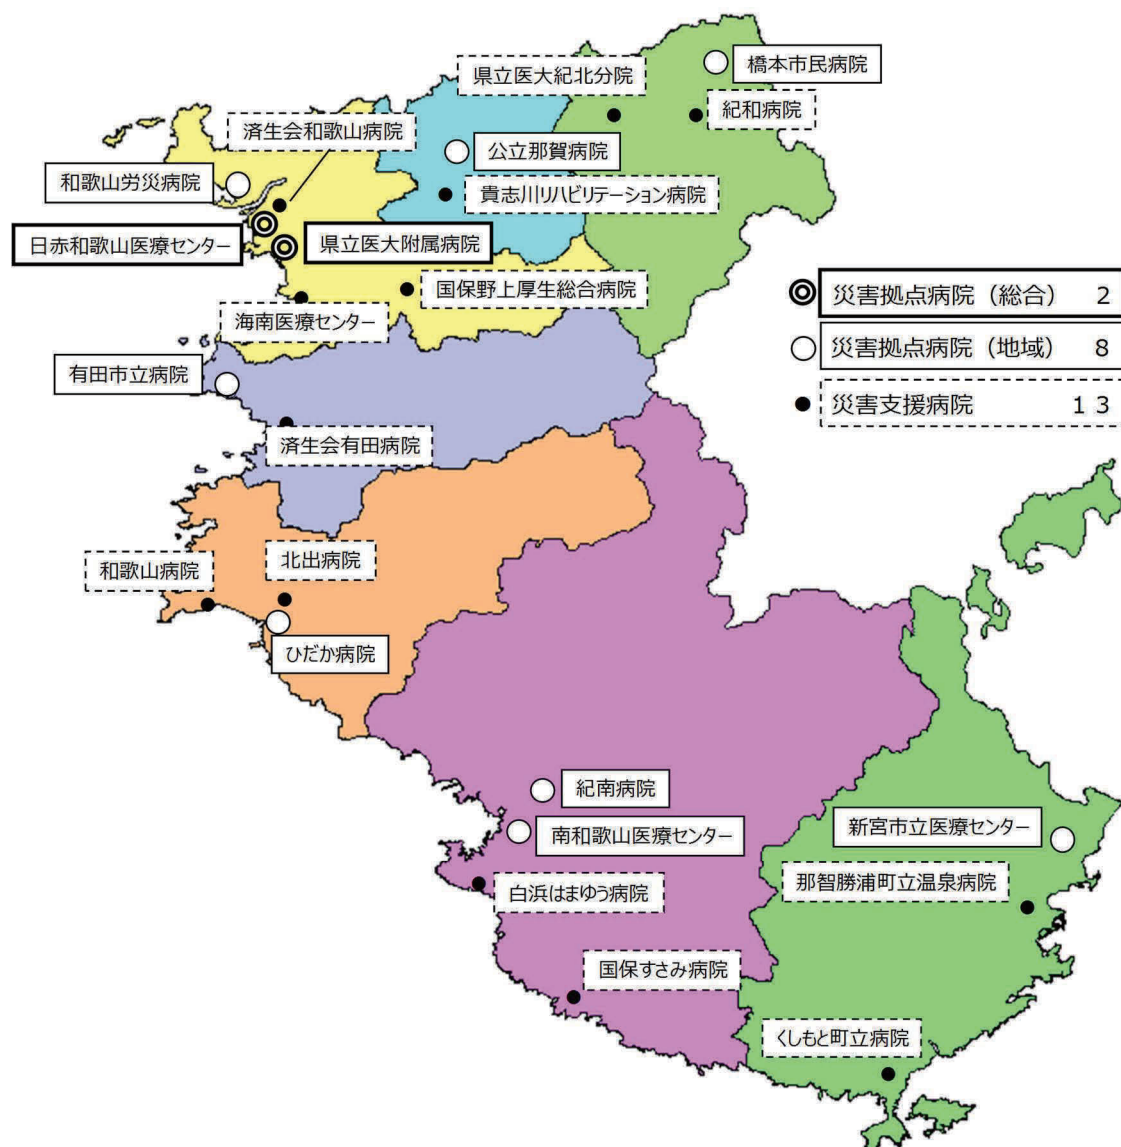 橋本市民病院
県立医大紀北分院
紀和病院
済生会和歌山病院
公立那賀病院
和歌山労災病院
貴志川リハビリテーション病院
日赤和歌山医療センター
県立医大附属病院
国保野上厚生総合病院
災害拠点病院（総合） 2
海南医療センター
災害拠点病院（地域） 8
有田市立病院
災害支援病院 13
済生会有田病院
北出病院
和歌山病院
ひだか病院
紀南病院
南和歌山医療センター
新宮市立医療センター
那智勝浦町立温泉病院
白浜はまゆう病院
国保すさみ病院
くしもと町立病院